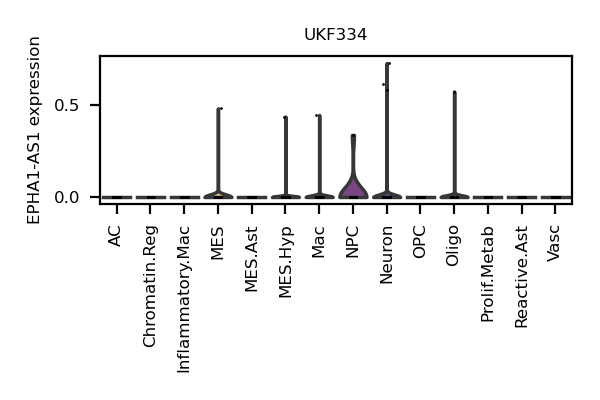 UKF334
EPHA1-AS1 expression
0.5
0.0
AC
Chromatin.Reg
Inflammatory.Mac
MES
MES.Ast
MES.Hyp
Mac
NPC
Neuron
OPC
Oligo
Prolif.Metab
Reactive.Ast
Vasc